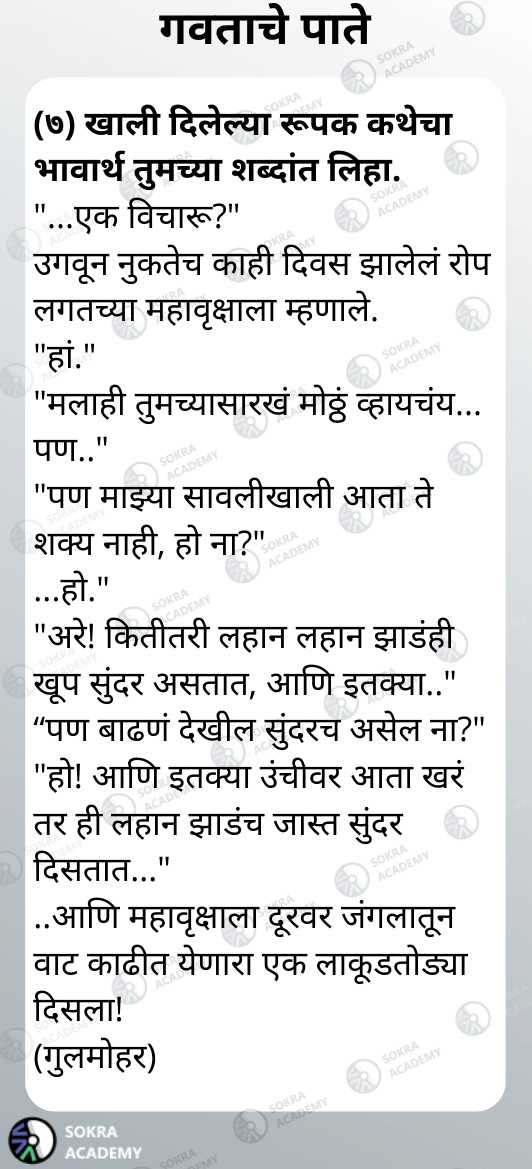 गवताचे पाते
(७) खाली दिलेल्या रूपक कथेचा
भावार्थ तुमच्या शब्दांत लिहा.
"...एक विचारू?"
उगवून नुकतेच काही दिवस झालेलं रोप
लगतच्या महावृक्षाला म्हणाले.
"हां."
"मलाही तुमच्यासारखं मोठ्ठं व्हायचंय...
पण.."
"पण माझ्या सावलीखाली आता ते
शक्य नाही, हो ना?"
...हो."
"अरे! कितीतरी लहान लहान झाडंही
खूप सुंदर असतात, आणि इतक्या.."
“पण बाढणं देखील सुंदरच असेल ना?"
"हो! आणि इतक्या उंचीवर आता खरं
तर ही लहान झाडंच जास्त सुंदर
दिसतात..."
..आणि महावृक्षाला दूरवर जंगलातून
वाट काढीत येणारा एक लाकूडतोड्या
दिसला!
(गुलमोहर)
SOKRA
ACADEMY